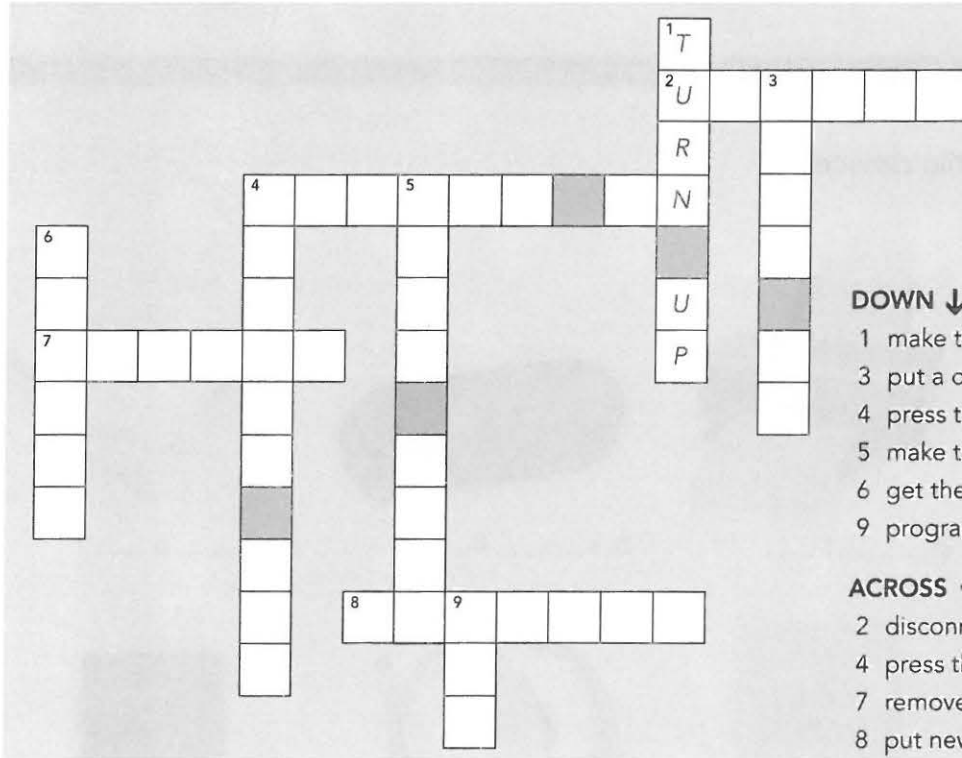 1 T
2 U 3
R
4 5 N
6
U
7 P
8 9
DOWN ↓
1 make t
3 put a
4 press t
5 make t
6 get the
9 progra
ACROSS
2 disconn
4 press ti
7 remove
8 put nev